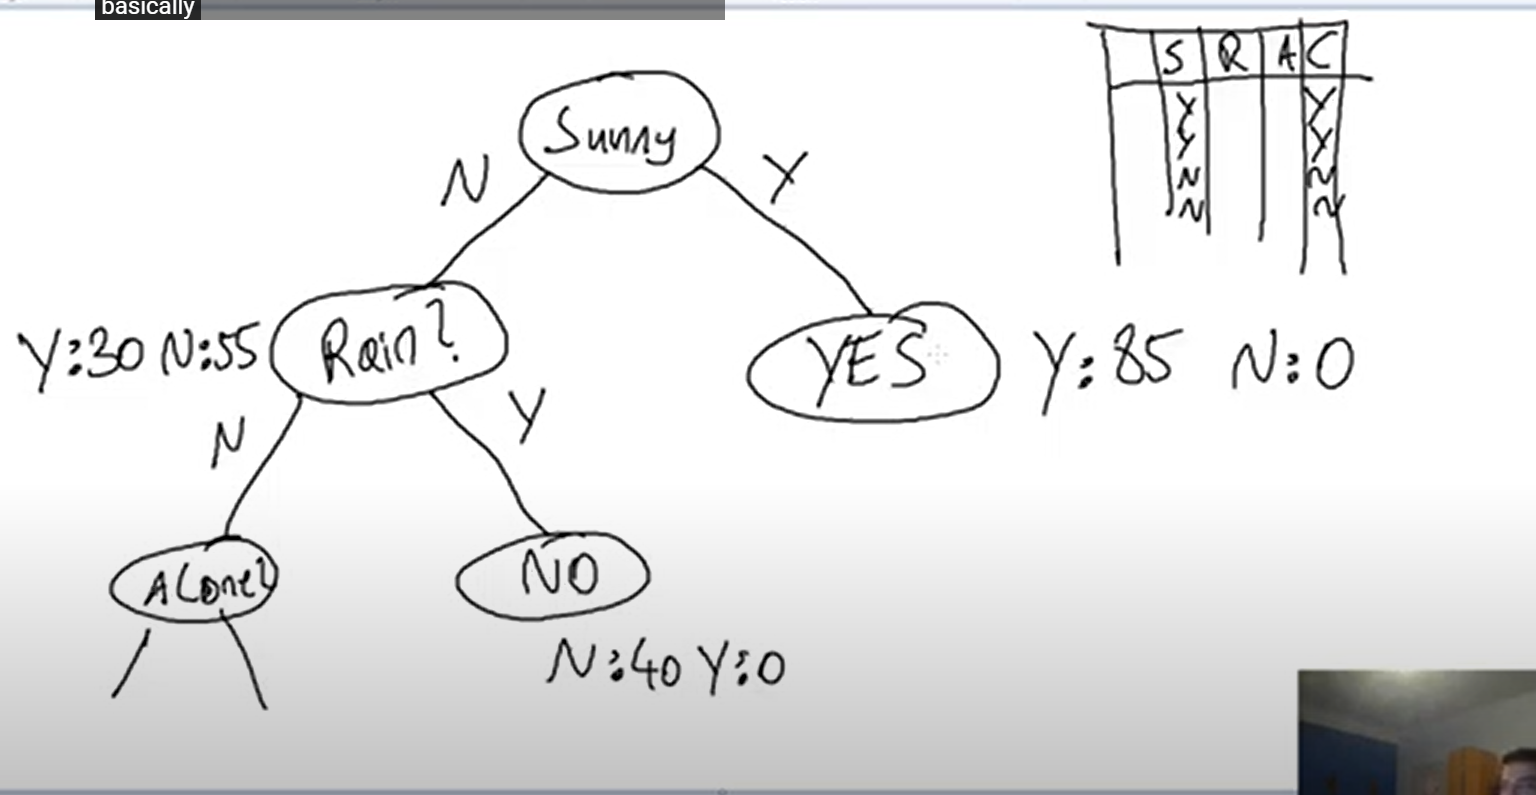 basically
S R A C
Sunny
Y Y
Y Y
N Y
N N
N N
Y:30 N:55 Rain? YES Y:85 N:0
N Y
ALone? NO
N:40 Y:0